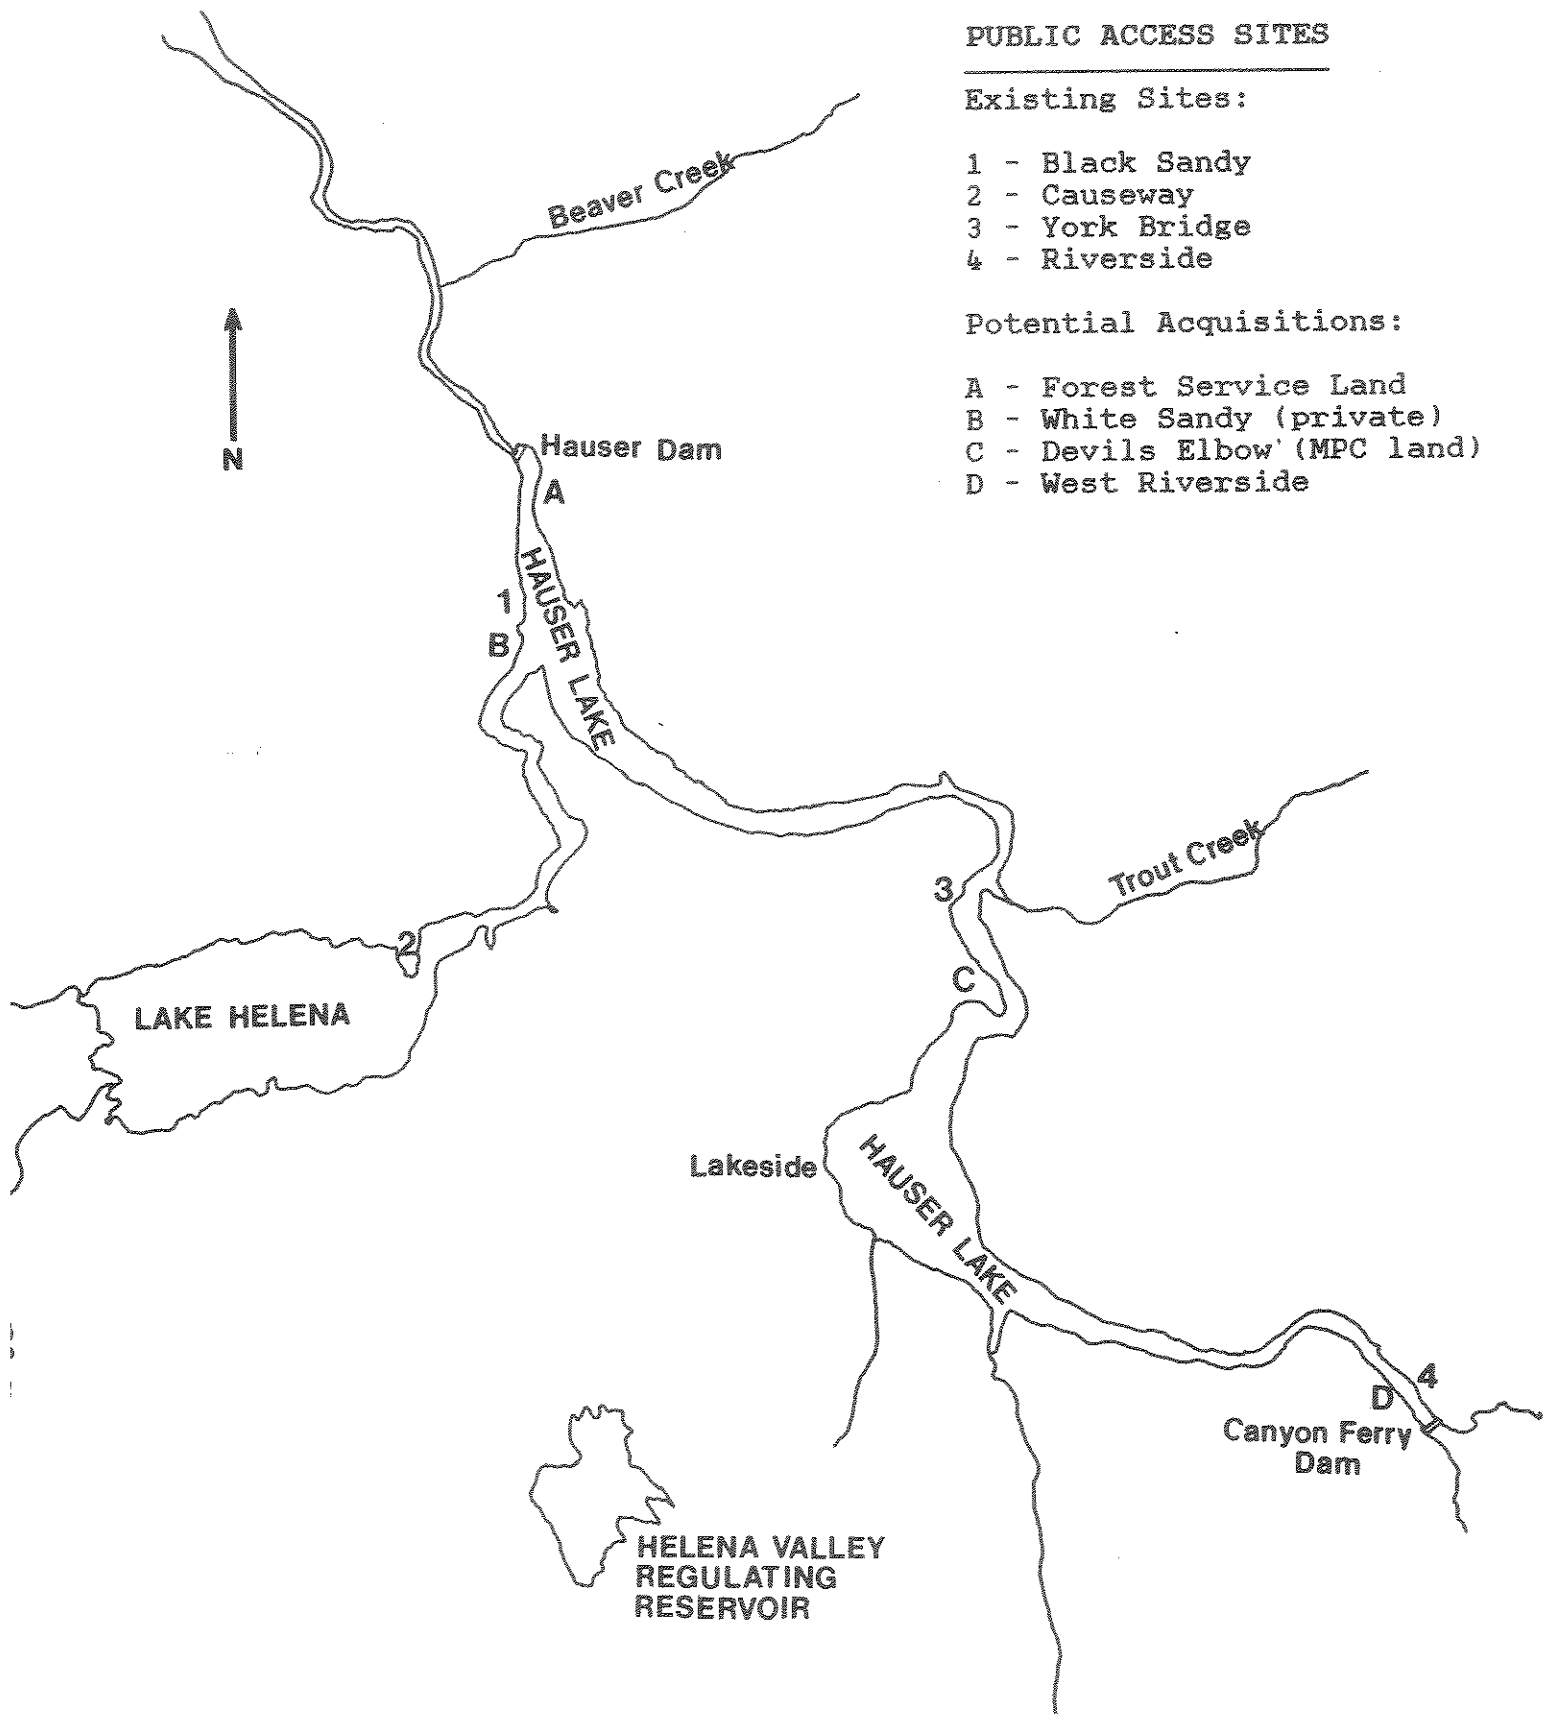 PUBLIC ACCESS SITES
Existing Sites:
1 - Black Sandy
2 - Causeway
3 - York Bridge
4 - Riverside
Potential Acquisitions:
A - Forest Service Land
B - White Sandy (private)
C - Devils Elbow (MPC land)
D - West Riverside
Beaver Creek
N
Hauser Dam
A
HAUSER LAKE
1
B
Trout Creek
3
2
C
LAKE HELENA
Lakeside
HAUSER LAKE
4
D
Canyon Ferry
Dam
HELENA VALLEY
REGULATING
RESERVOIR